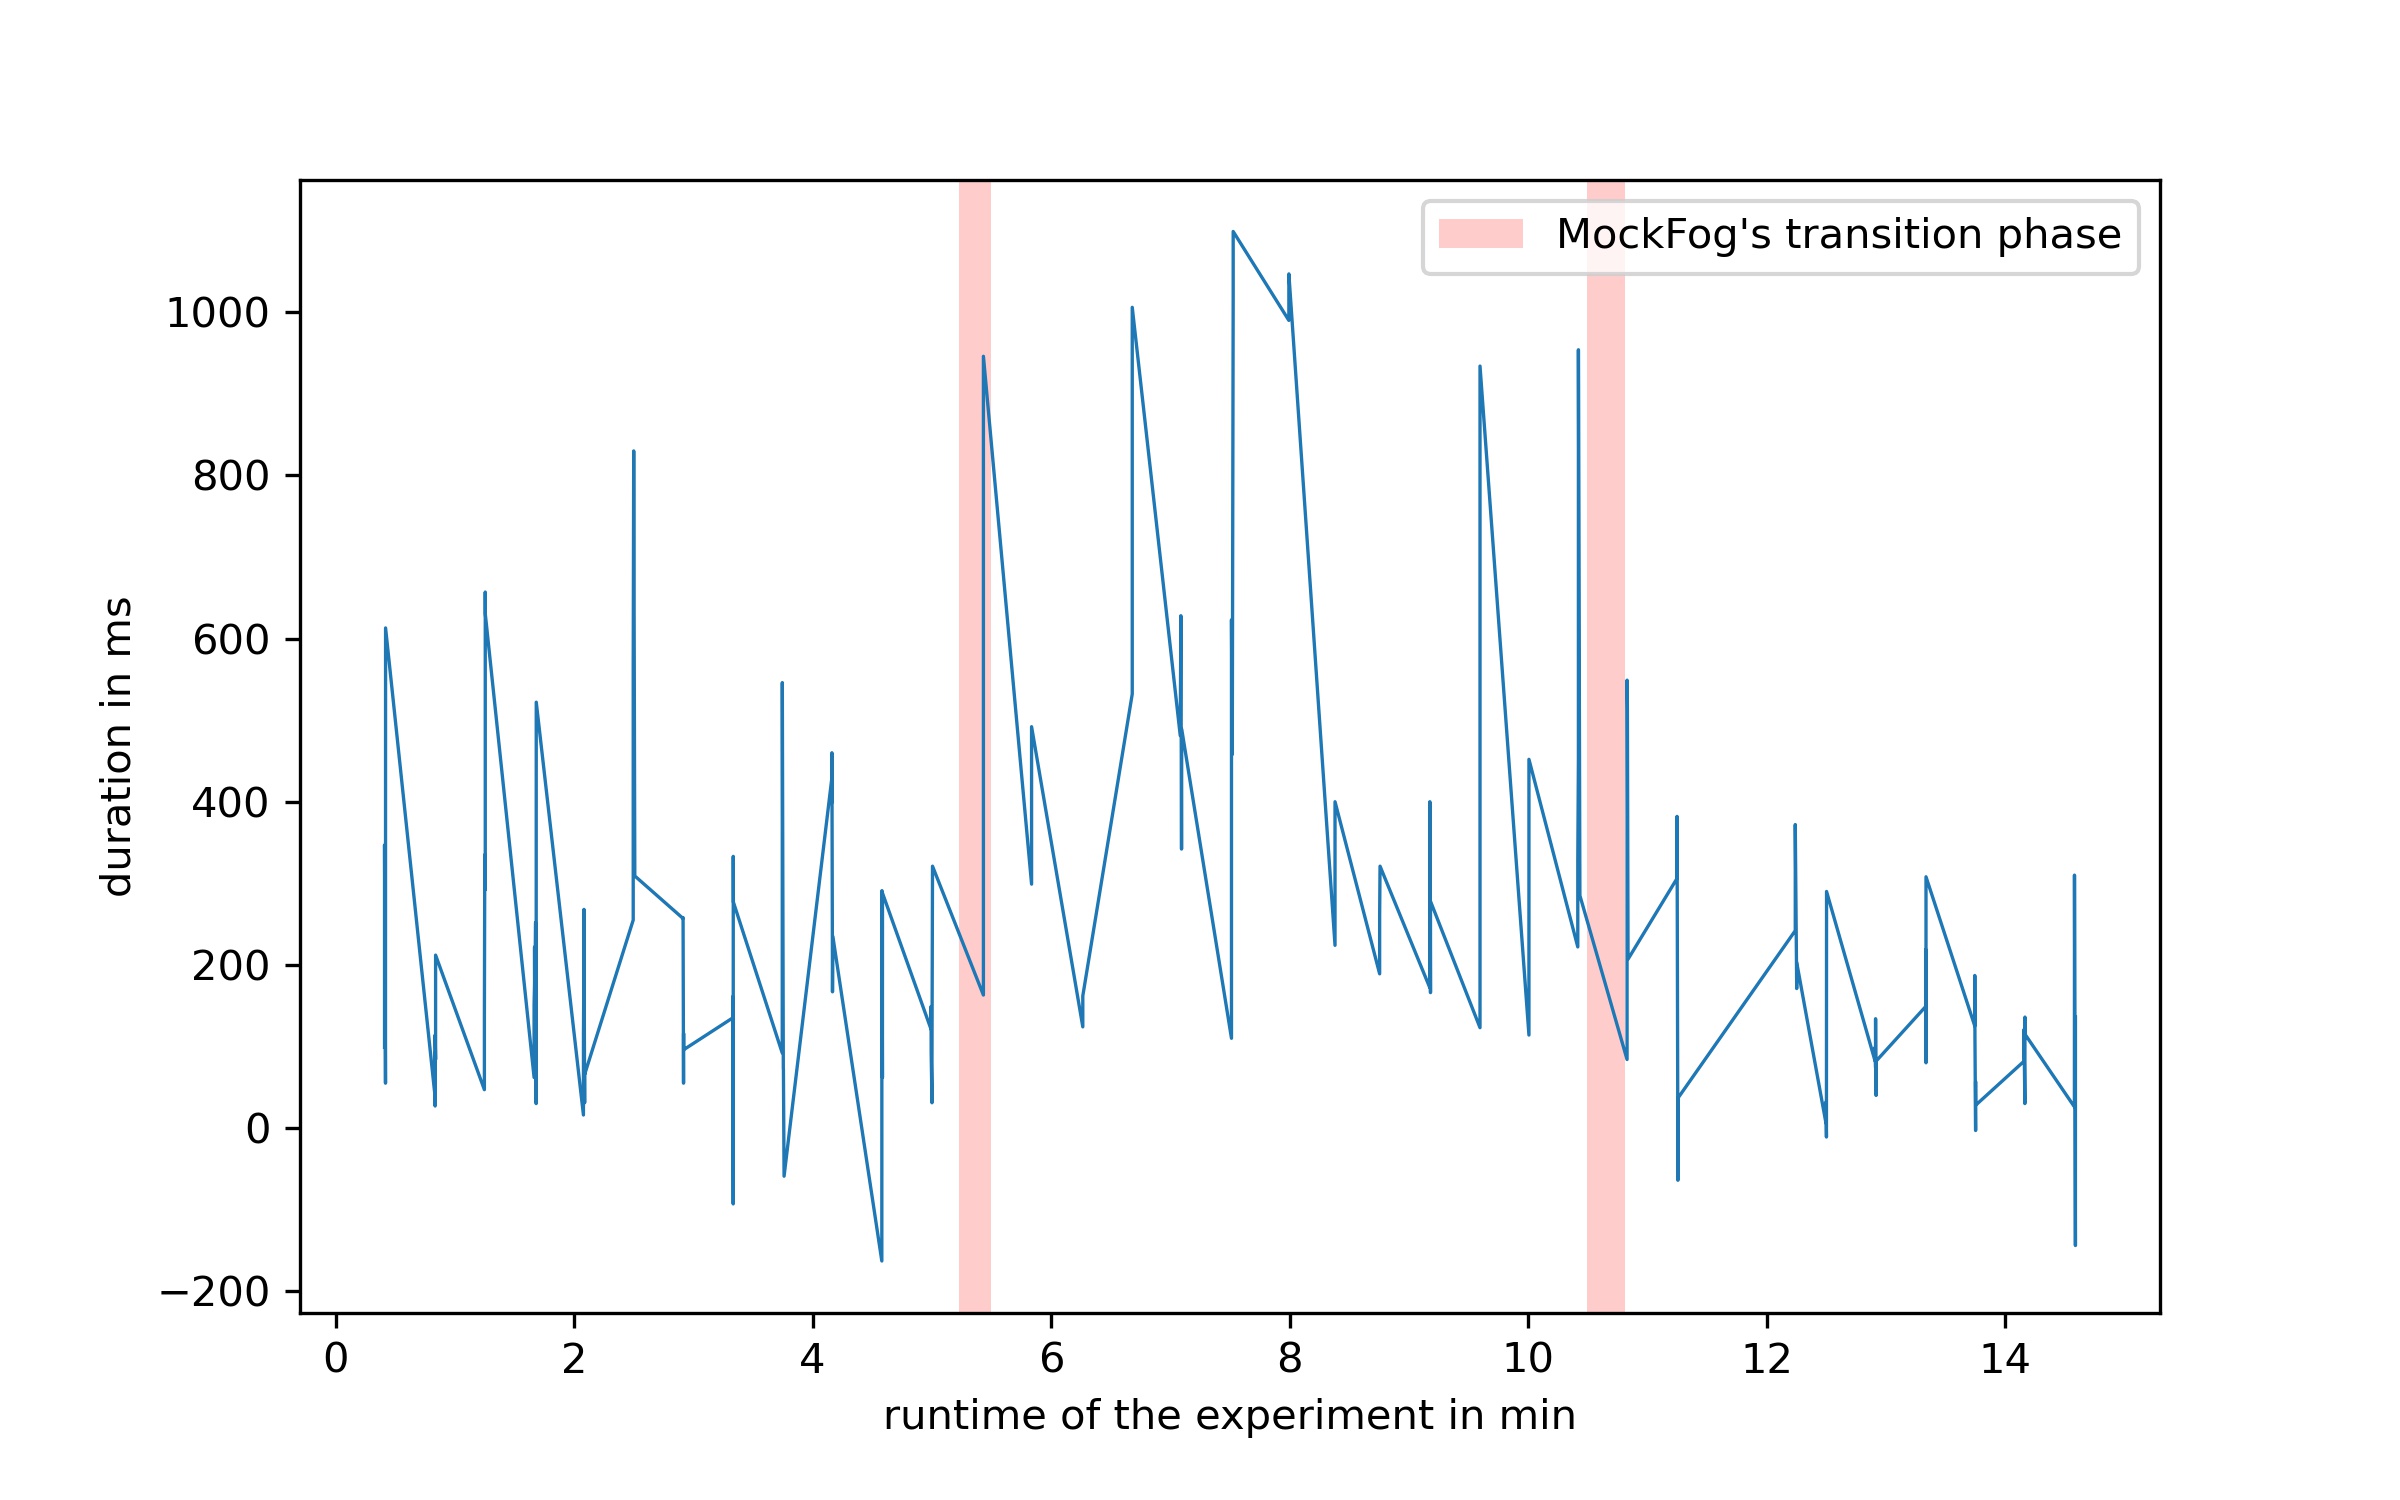 MockFog's transition phase
1000
800
600
400
200
0
−200
duration in ms
0 2 4 6 8 10 12 14
runtime of the experiment in min